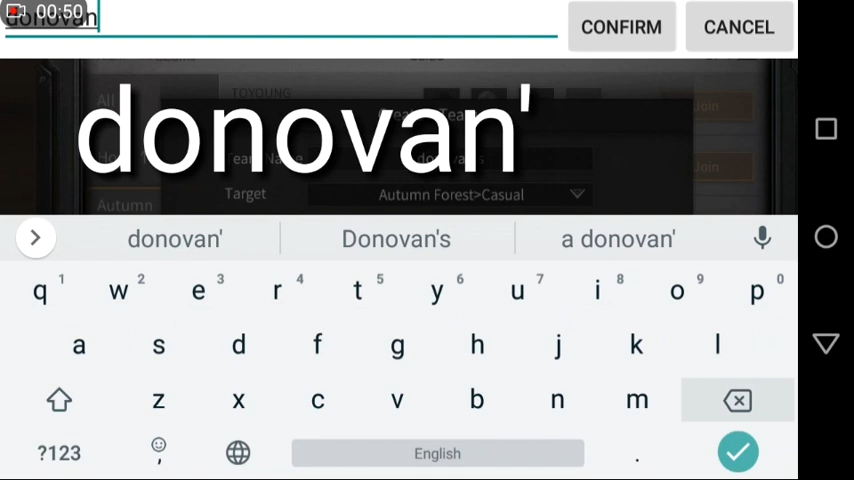 donovan
00:50
CONFIRM
CANCEL
TOYOUNG
All
Join
donovan'
Team Name
Join
Target
Autumn Forest>Casual
Autumn
donovan'
Donovan's
a donovan'
q 1 w 2 e 3 r 4 t 5 y 6 u 7 i 8 o 9 p 0
a s d f g h j k l
z x c v b n m
?123
,
English
.